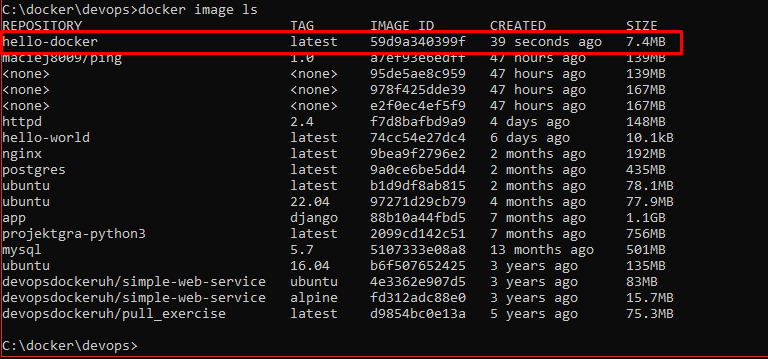 C:\docker\devops>docker image ls
REPOSITORY TAG IMAGE ID CREATED SIZE
hello-docker latest 59d9a340399f 39 seconds ago 7.4MB
maciej8009/ping 1.0 a7ef93e6edff 47 hours ago 139MB
<none> <none> 95de5ae8c959 47 hours ago 139MB
<none> <none> 978f425dde39 47 hours ago 167MB
<none> <none> e2f0ec4ef5f9 47 hours ago 167MB
httpd 2.4 f7d8bafbd9a9 4 days ago 148MB
hello-world latest 74cc54e27dc4 6 days ago 10.1kB
nginx latest 9bea9f2796e2 2 months ago 192MB
postgres latest 9a0ce6be5dd4 2 months ago 435MB
ubuntu latest b1d9df8ab815 2 months ago 78.1MB
ubuntu 22.04 97271d29cb79 4 months ago 77.9MB
app django 88b10a44fbd5 7 months ago 1.1GB
projektgra-python3 latest 2099cd142c51 7 months ago 756MB
mysql 5.7 5107333e08a8 13 months ago 501MB
ubuntu 16.04 b6f507652425 3 years ago 135MB
devopsdockeruh/simple-web-service ubuntu 4e3362e907d5 3 years ago 83MB
devopsdockeruh/simple-web-service alpine fd312adc88e0 3 years ago 15.7MB
devopsdockeruh/pull_exercise latest d9854bc0e13a 5 years ago 75.3MB
C:\docker\devops>